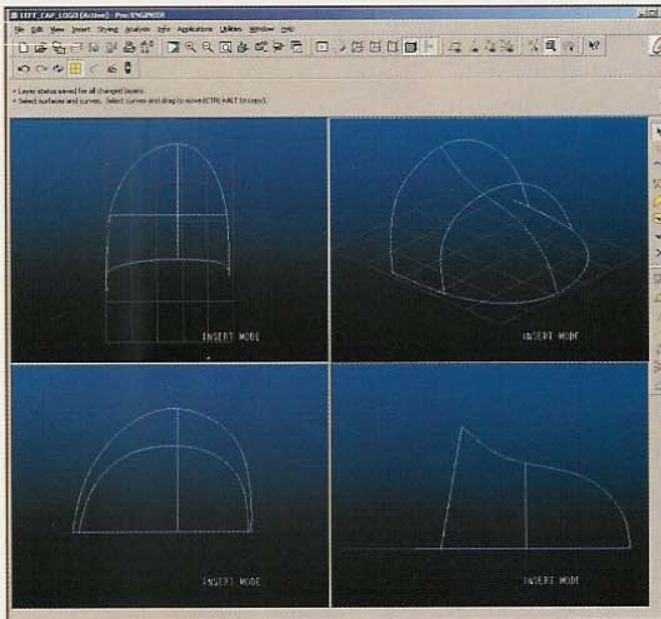 LEFT_CAP_LOGO (Active) - Pro/ENGINEER
File Edit View Insert Styling Analysis Info Applications Utilities Window Help
• Layer status saved for all changed layers.
• Select surfaces and curves. Select curves and drag to move (CTRL+ALT to copy).
INSERT MODE
INSERT MODE
INSERT MODE
INSERT MODE